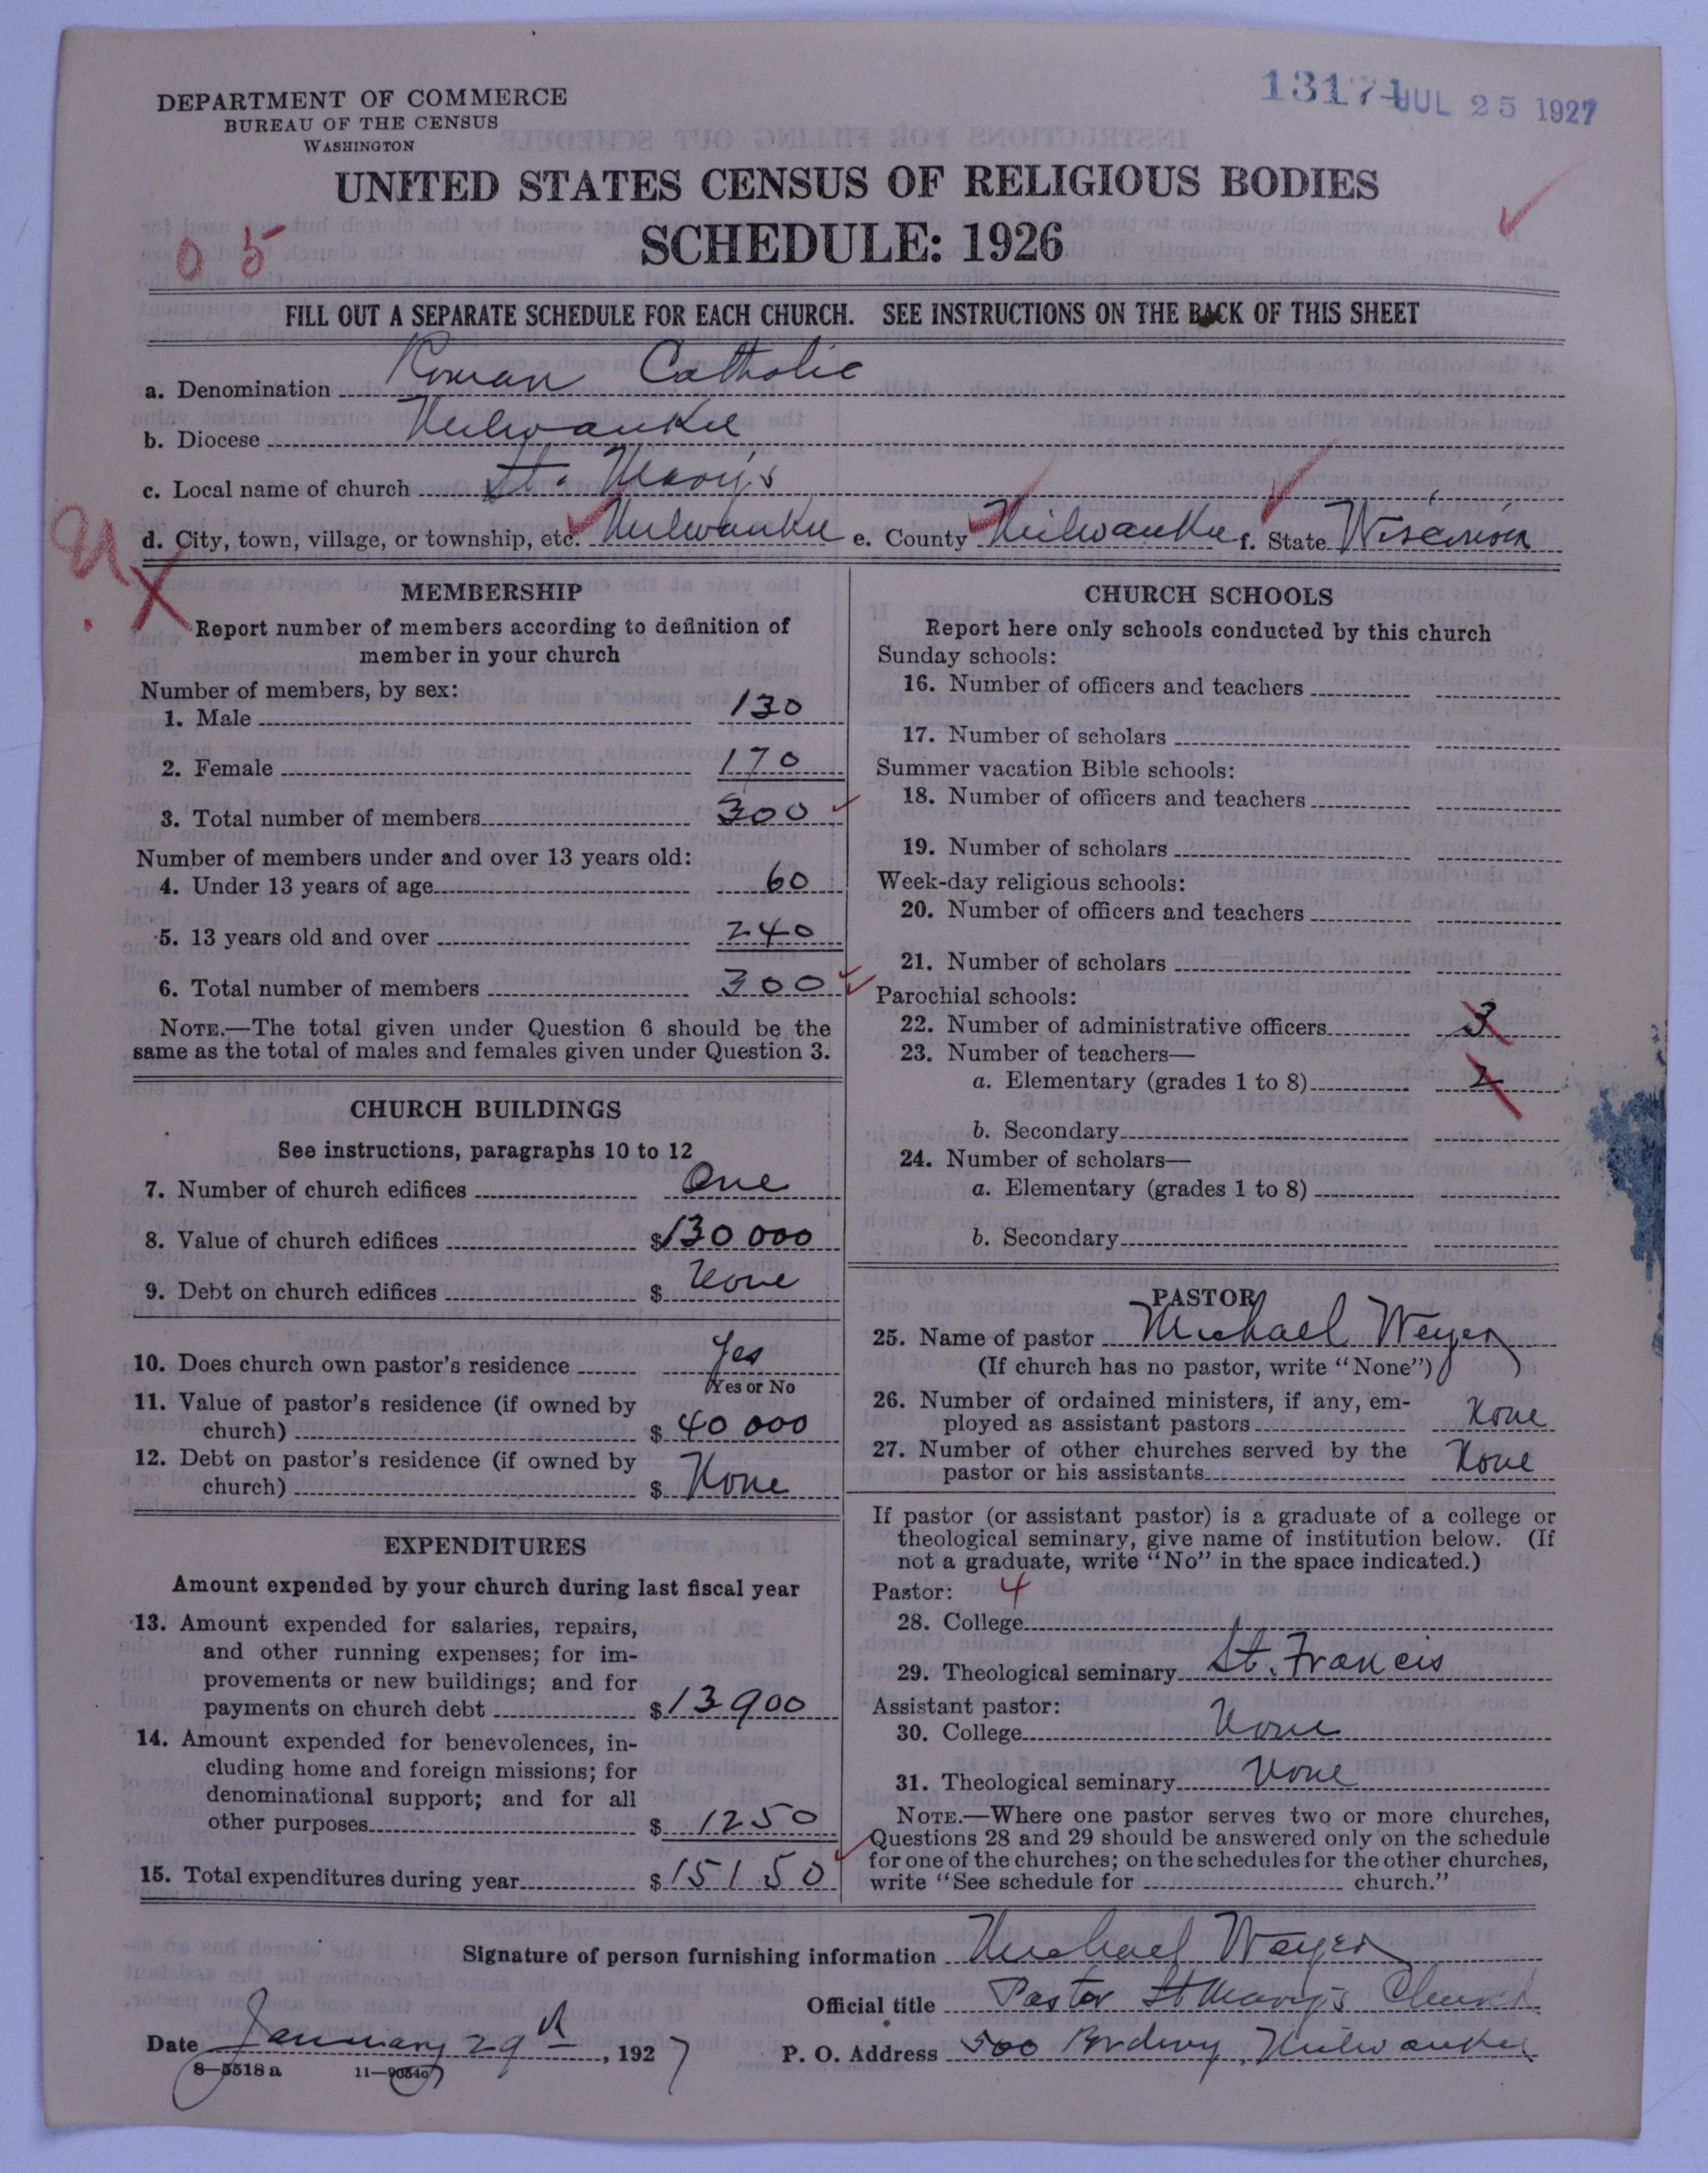 13171 JUL 25 1927
DEPARTMENT OF COMMERCE
BUREAU OF THE CENSUS
WASHINGTON
UNITED STATES CENSUS OF RELIGIOUS BODIES
SCHEDULE: 1926
0 5
FILL OUT A SEPARATE SCHEDULE FOR EACH CHURCH. SEE INSTRUCTIONS ON THE BACK OF THIS SHEET
a. Denomination Roman Catholic
b. Diocese Milwaukee
c. Local name of church St. Mary's
d. City, town, village, or township, etc. Milwaukee e. County Milwaukee f. State Wisconsin
MEMBERSHIP
Report number of members according to definition of
member in your church
Number of members, by sex:
1. Male 130
2. Female 170
3. Total number of members 300
Number of members under and over 13 years old:
4. Under 13 years of age 60
5. 13 years old and over 240
6. Total number of members 300
NOTE.—The total given under Question 6 should be the
same as the total of males and females given under Question 3.
CHURCH BUILDINGS
See instructions, paragraphs 10 to 12
7. Number of church edifices One
8. Value of church edifices $130 000
9. Debt on church edifices $ None
10. Does church own pastor's residence Yes
Yes or No
11. Value of pastor's residence (if owned by
church) $ 40 000
12. Debt on pastor's residence (if owned by
church) $ None
EXPENDITURES
Amount expended by your church during last fiscal year
13. Amount expended for salaries, repairs,
and other running expenses; for im-
provements or new buildings; and for
payments on church debt $13900
14. Amount expended for benevolences, in-
cluding home and foreign missions; for
denominational support; and for all
other purposes $ 1250
15. Total expenditures during year $15150
CHURCH SCHOOLS
Report here only schools conducted by this church
Sunday schools:
16. Number of officers and teachers
17. Number of scholars
Summer vacation Bible schools:
18. Number of officers and teachers
19. Number of scholars
Week-day religious schools:
20. Number of officers and teachers
21. Number of scholars
Parochial schools:
22. Number of administrative officers 3
23. Number of teachers—
a. Elementary (grades 1 to 8) 2
b. Secondary
24. Number of scholars—
a. Elementary (grades 1 to 8)
b. Secondary
PASTOR
25. Name of pastor Michael Weyer
(If church has no pastor, write "None")
26. Number of ordained ministers, if any, em-
ployed as assistant pastors None
27. Number of other churches served by the
pastor or his assistants None
If pastor (or assistant pastor) is a graduate of a college or
theological seminary, give name of institution below. (If
not a graduate, write "No" in the space indicated.)
Pastor: 4
28. College
29. Theological seminary St. Francis
Assistant pastor:
30. College None
31. Theological seminary None
NOTE.—Where one pastor serves two or more churches,
Questions 28 and 29 should be answered only on the schedule
for one of the churches; on the schedules for the other churches,
write "See schedule for church."
Signature of person furnishing information Michael Weyer
Official title Pastor St Mary's Church
Date January 29th, 1927 P. O. Address 500 Brdwy, Milwaukee
8—5518 a 11—9054c